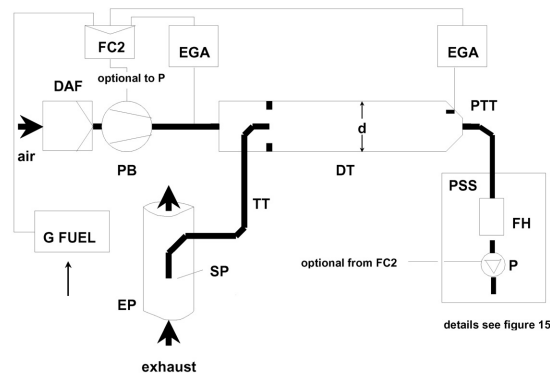 FC2
EGA
EGA
optional to P
DAF
PTT
d
air
PB
DT
PSS
TT
FH
G FUEL
SP
optional from FC2
P
EP
details see figure 15
exhaust